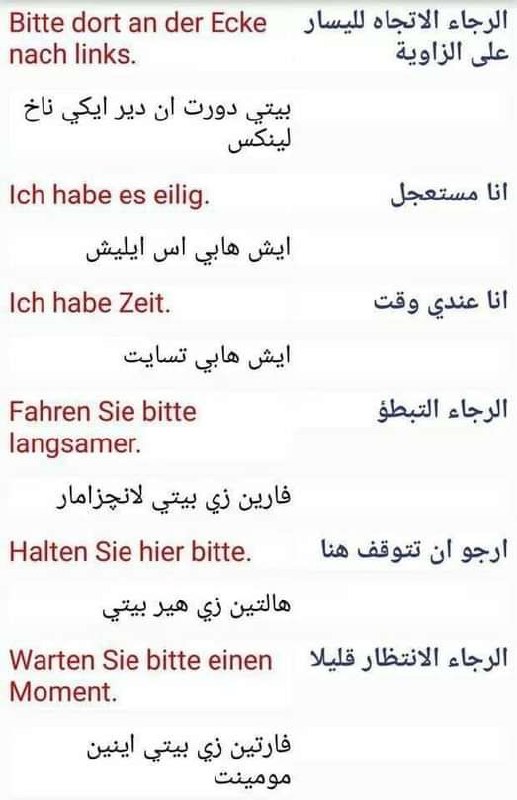 Bitte dort an der Ecke
nach links.
الرجاء الاتجاه لليسار
على الزاوية
بيتي دورت ان دير ايكي ناخ
لينكس
Ich habe es eilig.
انا مستعجل
ايش هابي اس ايليش
Ich habe Zeit.
انا عندي وقت
ايش هابي تسايت
Fahren Sie bitte
langsamer.
الرجاء التبطؤ
فارين زي بيتي لانچزامار
Halten Sie hier bitte.
ارجو ان تتوقف هنا
هالتين زي هير بيتي
Warten Sie bitte einen
Moment.
الرجاء الانتظار قليلا
فارتين زي بيتي اينين
مومينت